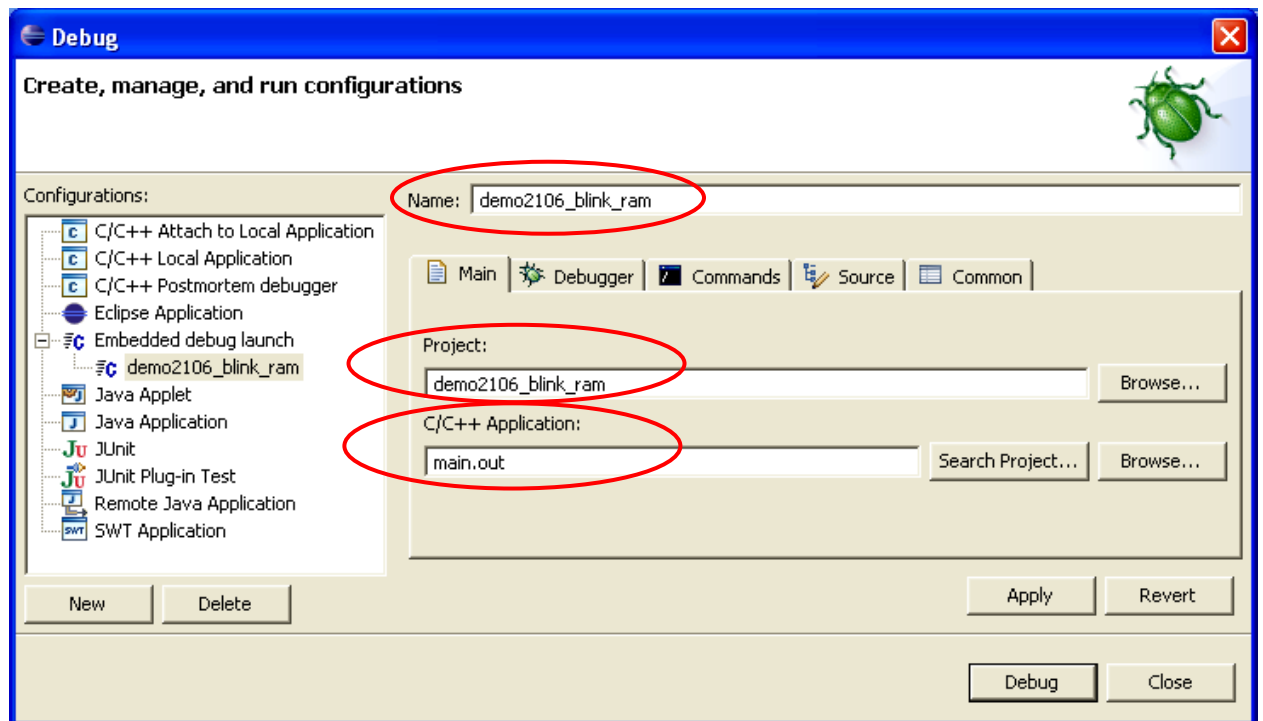 Debug
Create, manage, and run configurations
Configurations:
C/C++ Attach to Local Application
C/C++ Local Application
C/C++ Postmortem debugger
Eclipse Application
Embedded debug launch
demo2106_blink_ram
Java Applet
Java Application
JUnit
JUnit Plug-in Test
Remote Java Application
SWT Application
New Delete
Name: demo2106_blink_ram
Main Debugger Commands Source Common
Project:
demo2106_blink_ram Browse...
C/C++ Application:
main.out Search Project... Browse...
Apply Revert
Debug Close